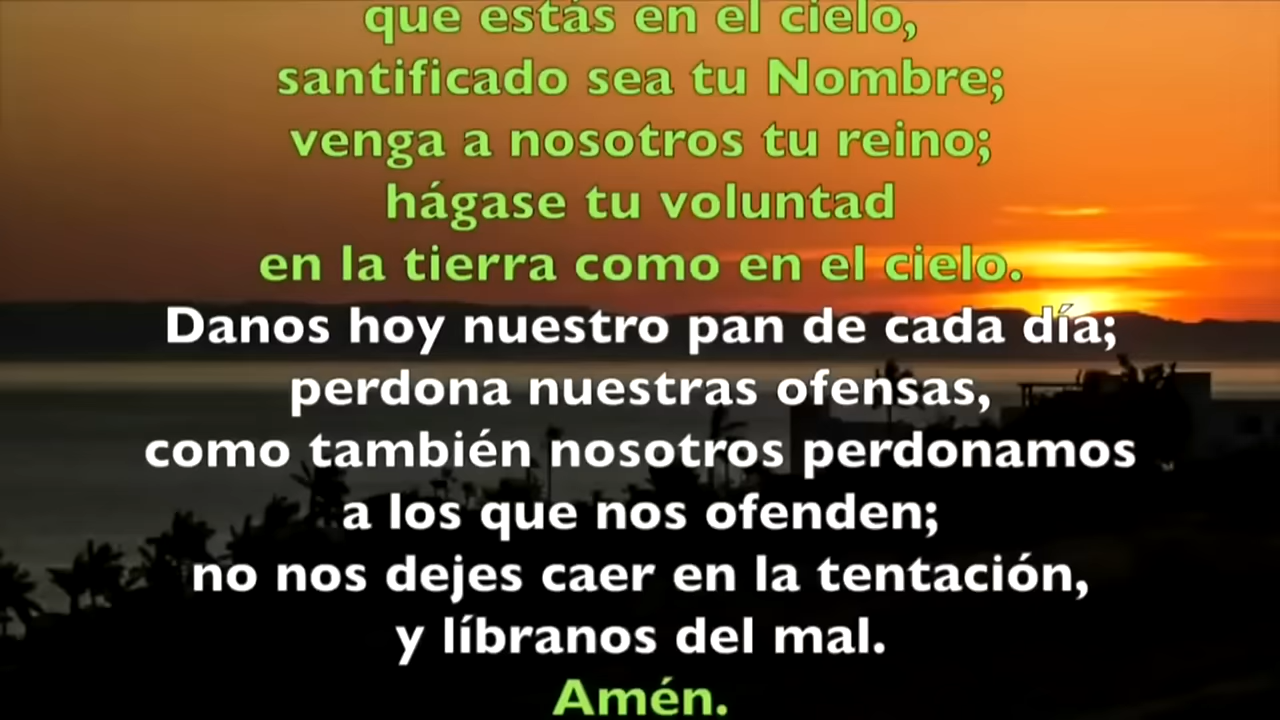 que estás en el cielo,
santificado sea tu Nombre;
venga a nosotros tu reino;
hágase tu voluntad
en la tierra como en el cielo.
Danos hoy nuestro pan de cada día;
perdona nuestras ofensas,
como también nosotros perdonamos
a los que nos ofenden;
no nos dejes caer en la tentación,
y líbranos del mal.
Amén.